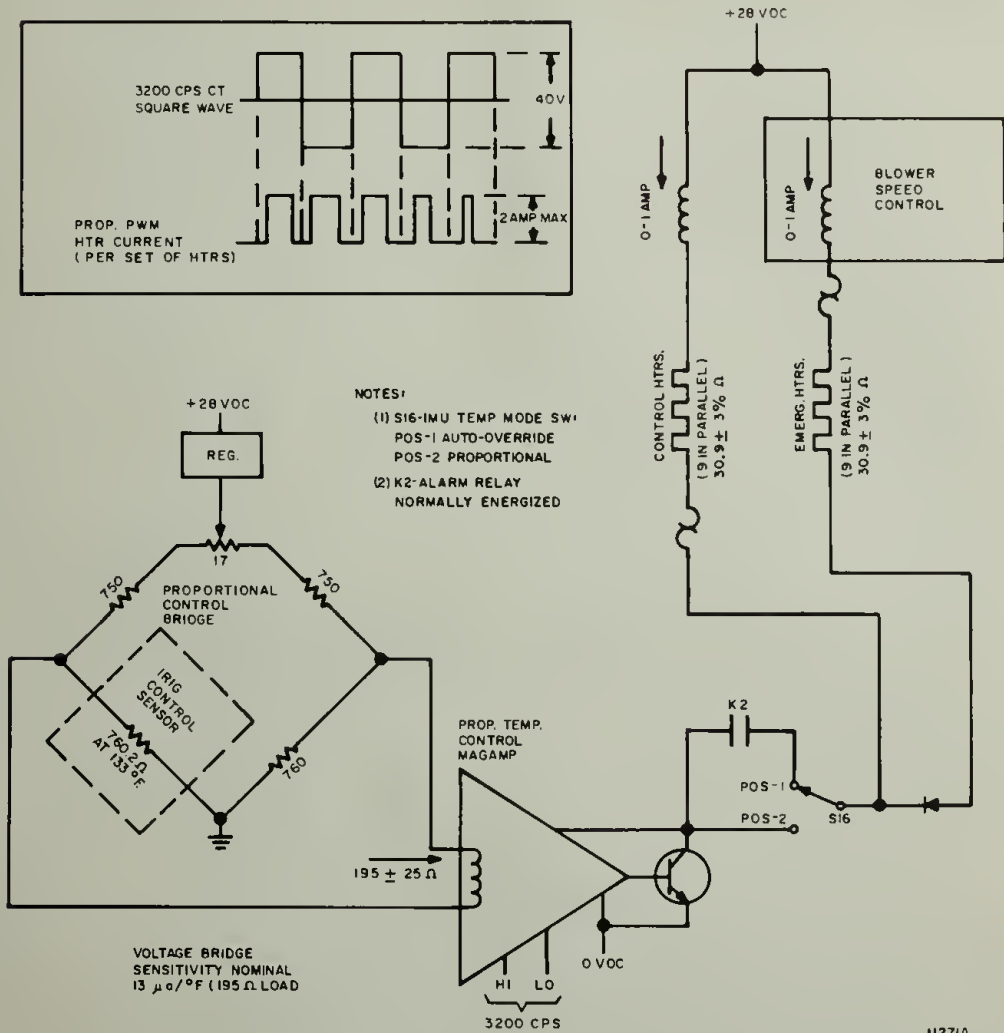 +28 VDC
3200 CPS CT
SQUARE WAVE
40V
PROP. PWM
HTR CURRENT
(PER SET OF HTRS)
2 AMP MAX
0-1 AMP
0-1 AMP
BLOWER
SPEED
CONTROL
CONTROL HTRS.
(9 IN PARALLEL)
30.9 ± 3% Ω
EMERG. HTRS.
(9 IN PARALLEL)
30.9 ± 3% Ω
NOTES:
(1) S16-IMU TEMP MODE SW:
POS-1 AUTO-OVERRIDE
POS-2 PROPORTIONAL
(2) K2-ALARM RELAY
NORMALLY ENERGIZED
+28 VDC
REG.
17
750
750
PROPORTIONAL
CONTROL
BRIDGE
IRIG
CONTROL
SENSOR
760.2 Ω
AT 133°F.
760
PROP. TEMP.
CONTROL
MAGAMP
K2
POS-1
POS-2
S16
195 ± 25 Ω
0 VDC
HI LO
3200 CPS
VOLTAGE BRIDGE
SENSITIVITY NOMINAL
13 µa/°F (195 Ω LOAD